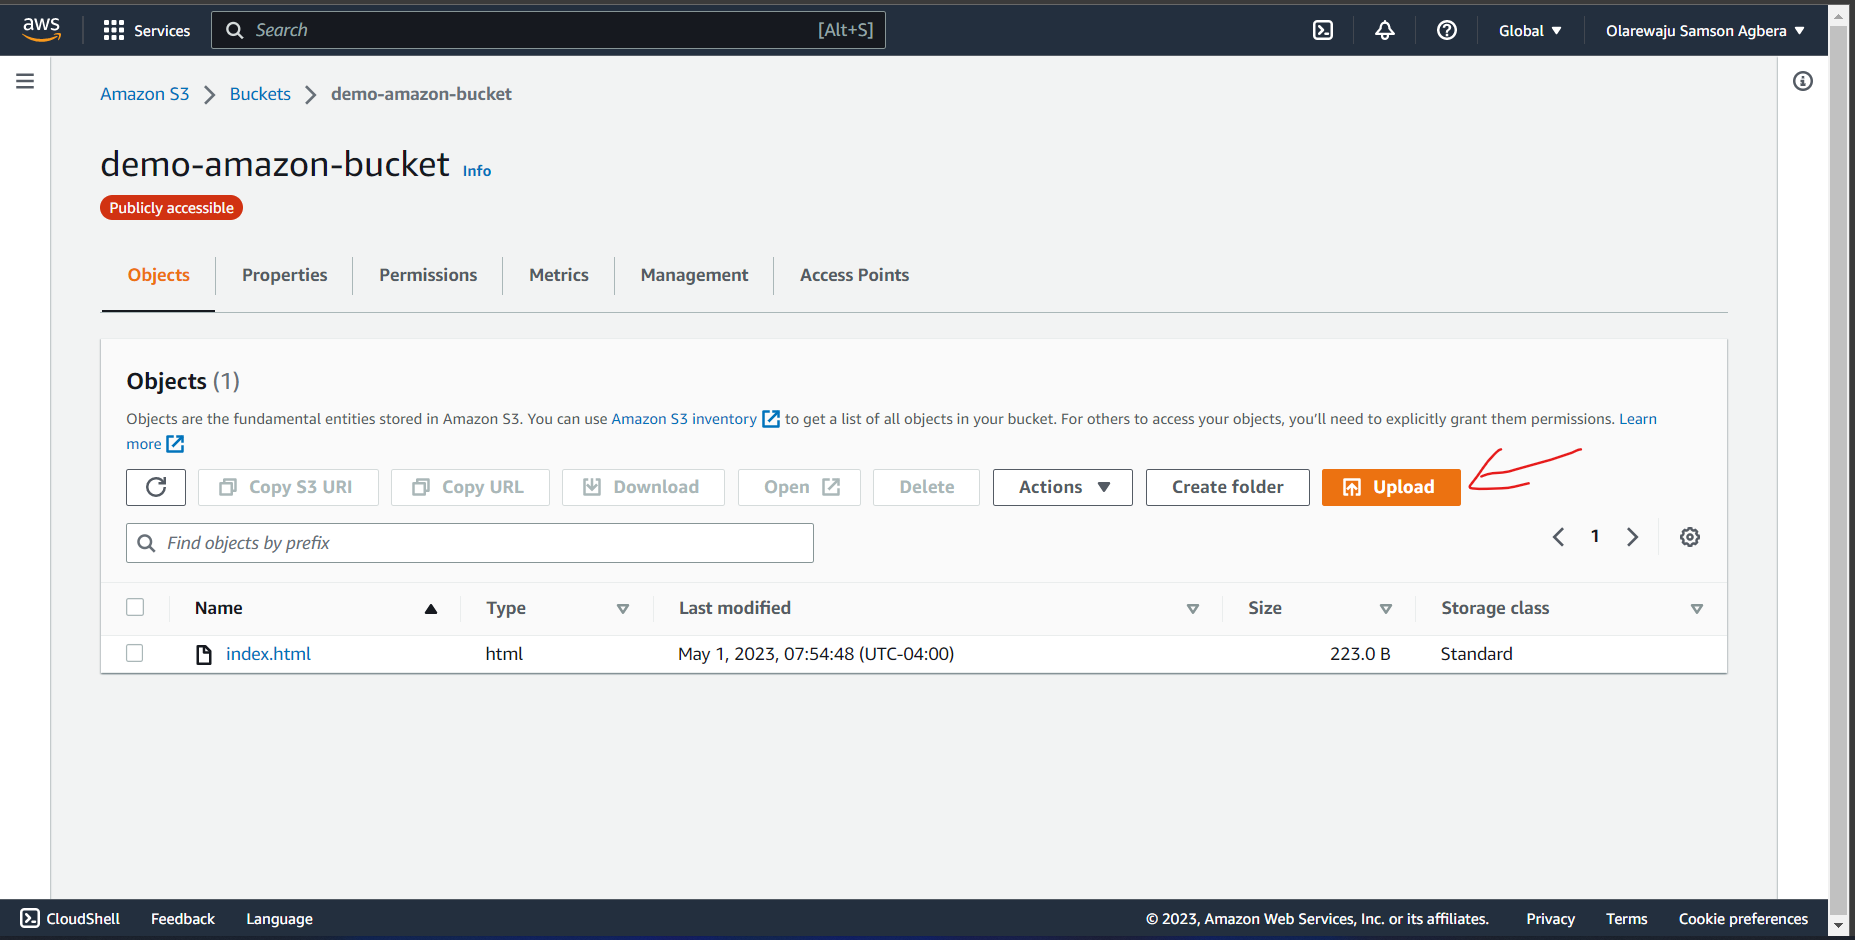 aws Services Search [Alt+S] Global Olarewaju Samson Agbera
Amazon S3 Buckets demo-amazon-bucket
demo-amazon-bucket Info
Publicly accessible
Objects Properties Permissions Metrics Management Access Points
Objects (1)
Objects are the fundamental entities stored in Amazon S3. You can use Amazon S3 inventory to get a list of all objects in your bucket. For others to access your objects, you'll need to explicitly grant them permissions. Learn
more
Copy S3 URI Copy URL Download Open Delete Actions Create folder Upload
Find objects by prefix 1
Name Type Last modified Size Storage class
index.html html May 1, 2023, 07:54:48 (UTC-04:00) 223.0 B Standard
CloudShell Feedback Language © 2023, Amazon Web Services, Inc. or its affiliates. Privacy Terms Cookie preferences